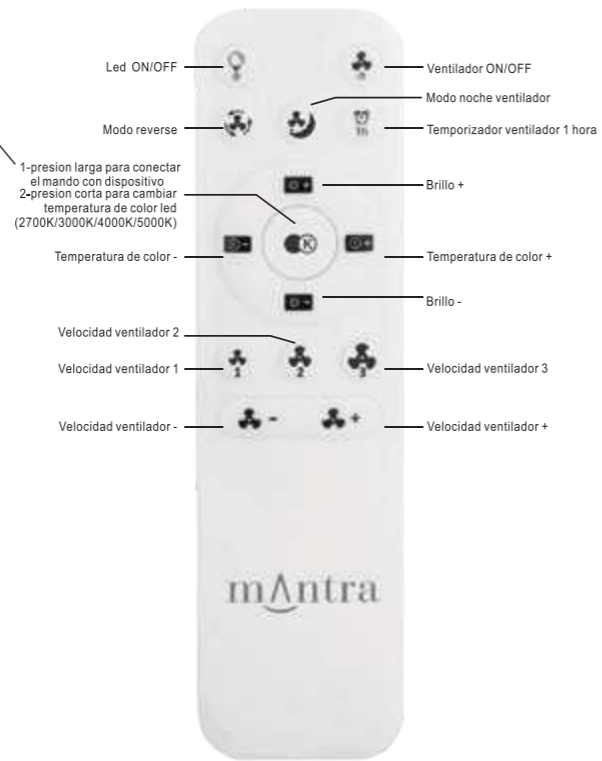 Led ON/OFF
Ventilador ON/OFF
Modo noche ventilador
Modo reverse
1h
Temporizador ventilador 1 hora
1-presion larga para conectar
el mando con dispositivo
2-presion corta para cambiar
temperatura de color led
(2700K/3000K/4000K/5000K)
Brillo +
K
Temperatura de color -
Temperatura de color +
Brillo -
Velocidad ventilador 2
Velocidad ventilador 1
1
2
3
Velocidad ventilador 3
Velocidad ventilador -
-
+
Velocidad ventilador +
mantra